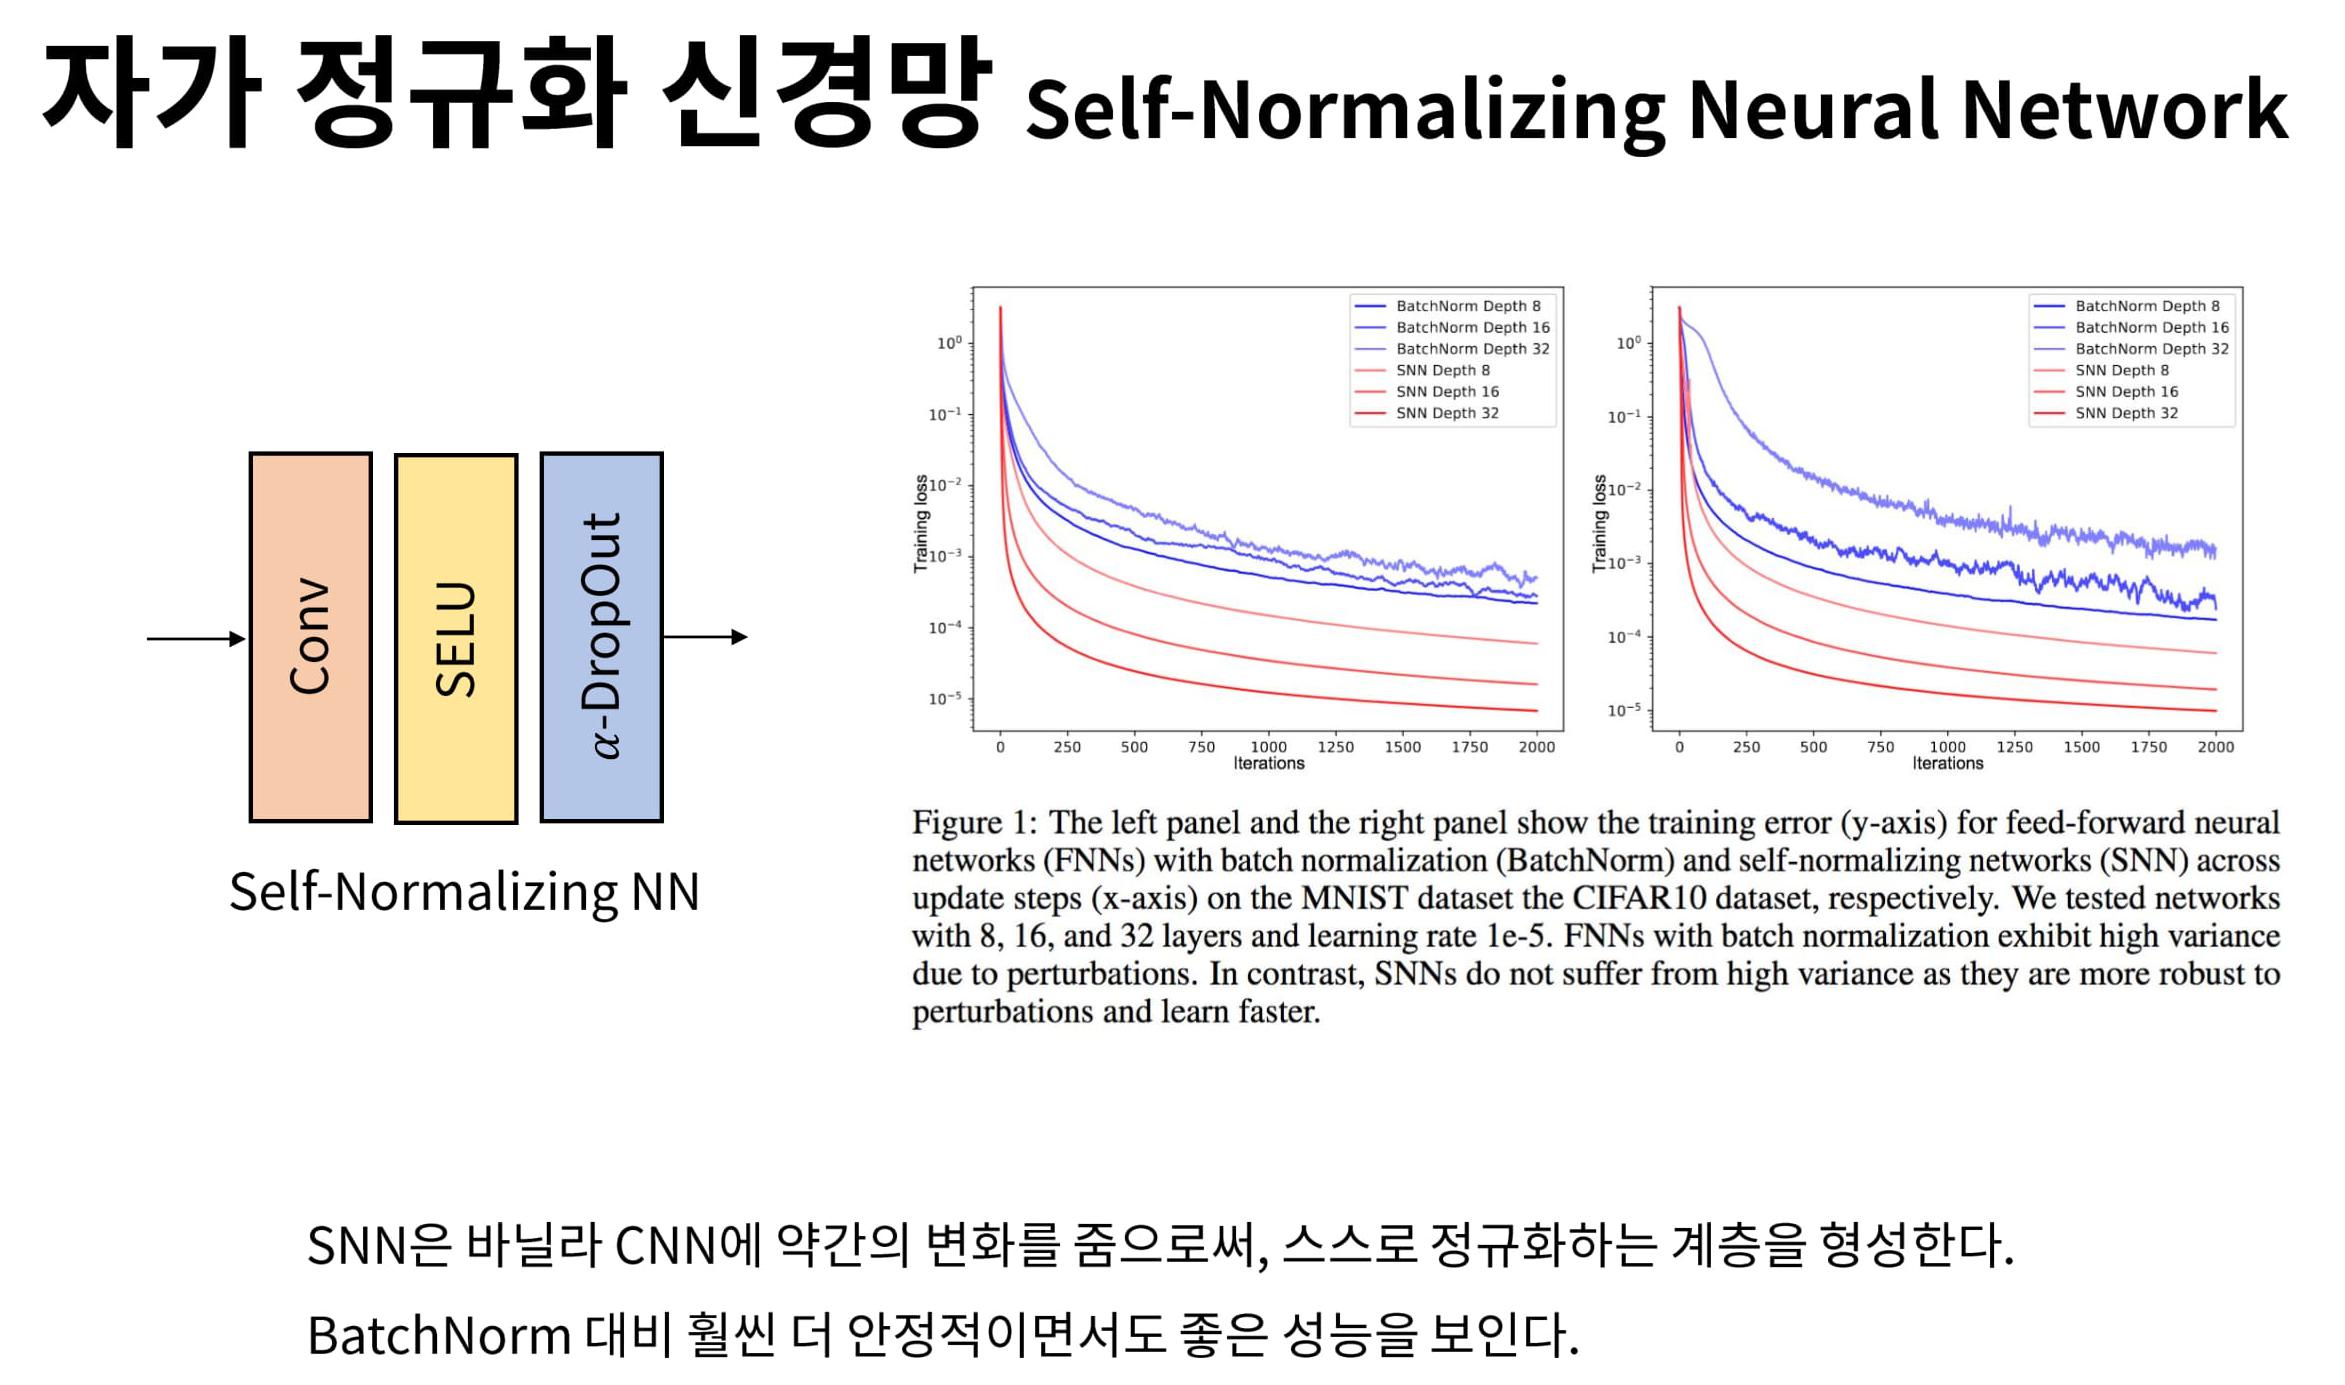 자가 정규화 신경망 Self-Normalizing Neural Network
Conv
SELU
α-DropOut
Self-Normalizing NN
BatchNorm Depth 8
BatchNorm Depth 16
BatchNorm Depth 32
SNN Depth 8
SNN Depth 16
SNN Depth 32
10⁰
10⁻¹
10⁻²
10⁻³
10⁻⁴
10⁻⁵
Training loss
0 250 500 750 1000 1250 1500 1750 2000
Iterations
BatchNorm Depth 8
BatchNorm Depth 16
BatchNorm Depth 32
SNN Depth 8
SNN Depth 16
SNN Depth 32
10⁰
10⁻¹
10⁻²
10⁻³
10⁻⁴
10⁻⁵
Training loss
0 250 500 750 1000 1250 1500 1750 2000
Iterations
Figure 1: The left panel and the right panel show the training error (y-axis) for feed-forward neural
networks (FNNs) with batch normalization (BatchNorm) and self-normalizing networks (SNN) across
update steps (x-axis) on the MNIST dataset the CIFAR10 dataset, respectively. We tested networks
with 8, 16, and 32 layers and learning rate 1e-5. FNNs with batch normalization exhibit high variance
due to perturbations. In contrast, SNNs do not suffer from high variance as they are more robust to
perturbations and learn faster.
SNN은 바닐라 CNN에 약간의 변화를 줌으로써, 스스로 정규화하는 계층을 형성한다.
BatchNorm 대비 훨씬 더 안정적이면서도 좋은 성능을 보인다.